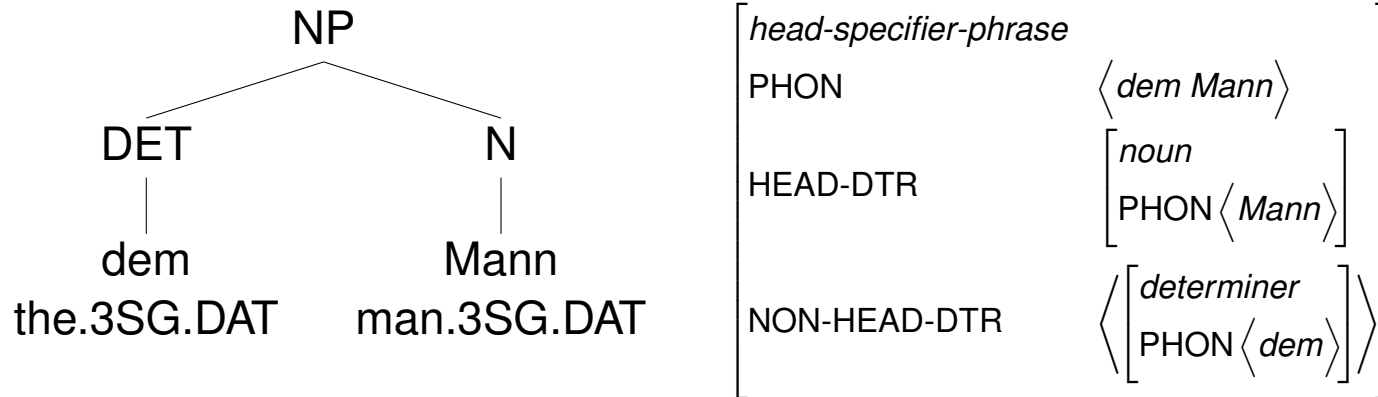 NP
DET N
dem Mann
the.3SG.DAT man.3SG.DAT
head-specifier-phrase
PHON ⟨dem Mann⟩
HEAD-DTR
noun
PHON⟨Mann⟩
NON-HEAD-DTR
determiner
PHON⟨dem⟩